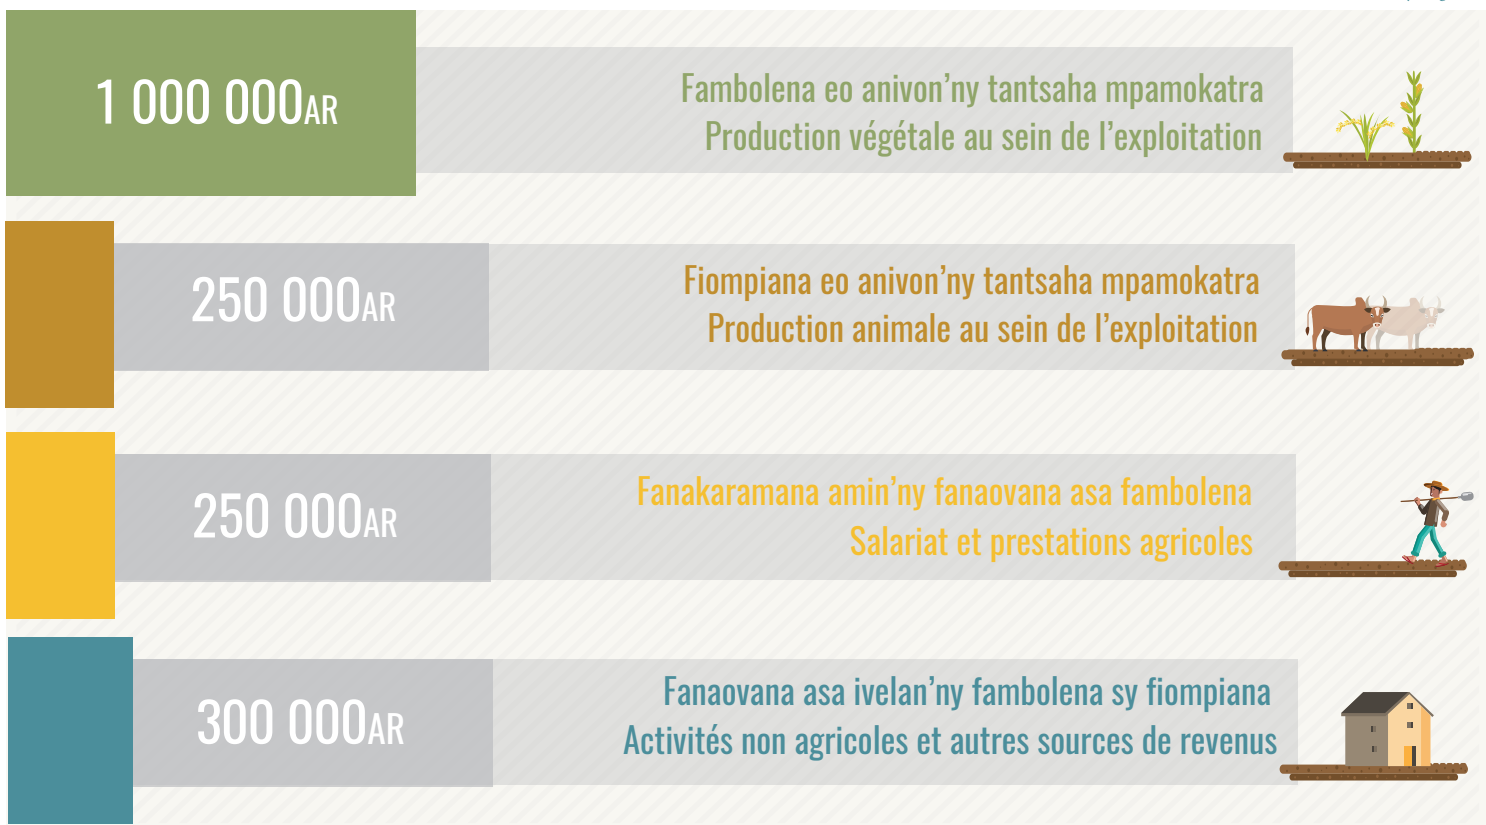 1 000 000AR
Fambolena eo anivon’ny tantsaha mpamokatra
Production végétale au sein de l’exploitation
250 000AR
Fiompiana eo anivon’ny tantsaha mpamokatra
Production animale au sein de l’exploitation
250 000AR
Fanakaramana amin’ny fanaovana asa fambolena
Salariat et prestations agricoles
300 000AR
Fanaovana asa ivelan’ny fambolena sy fiompiana
Activités non agricoles et autres sources de revenus